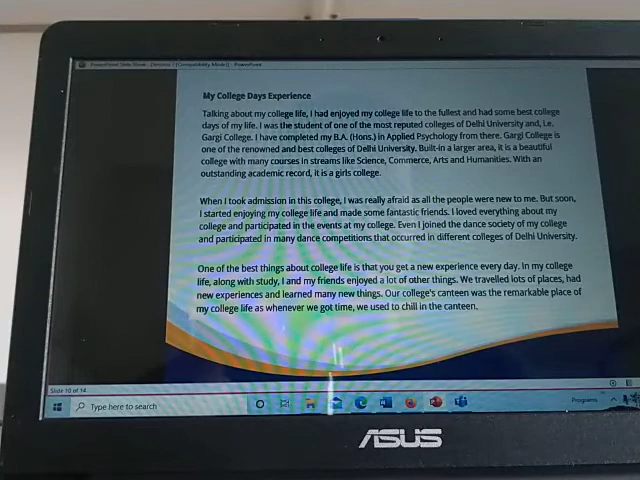 PowerPoint Slide Show - [Session 7 [Compatibility Mode]] - PowerPoint
My College Days Experience
Talking about my college life, I had enjoyed my college life to the fullest and had some best college
days of my life. I was the student of one of the most reputed colleges of Delhi University and, i.e.
Gargi College. I have completed my B.A. (Hons.) in Applied Psychology from there. Gargi College is
one of the renowned and best colleges of Delhi University. Built-in a larger area, it is a beautiful
college with many courses in streams like Science, Commerce, Arts and Humanities. With an
outstanding academic record, it is a girls college.
When I took admission in this college, I was really afraid as all the people were new to me. But soon,
I started enjoying my college life and made some fantastic friends. I loved everything about my
college and participated in the events at my college. Even I joined the dance society of my college
and participated in many dance competitions that occurred in different colleges of Delhi University.
One of the best things about college life is that you get a new experience every day. In my college
life, along with study, I and my friends enjoyed a lot of other things. We travelled lots of places, had
new experiences and learned many new things. Our college's canteen was the remarkable place of
my college life as whenever we got time, we used to chill in the canteen.
Slide 10 of 14
Type here to search
Programs
ASUS